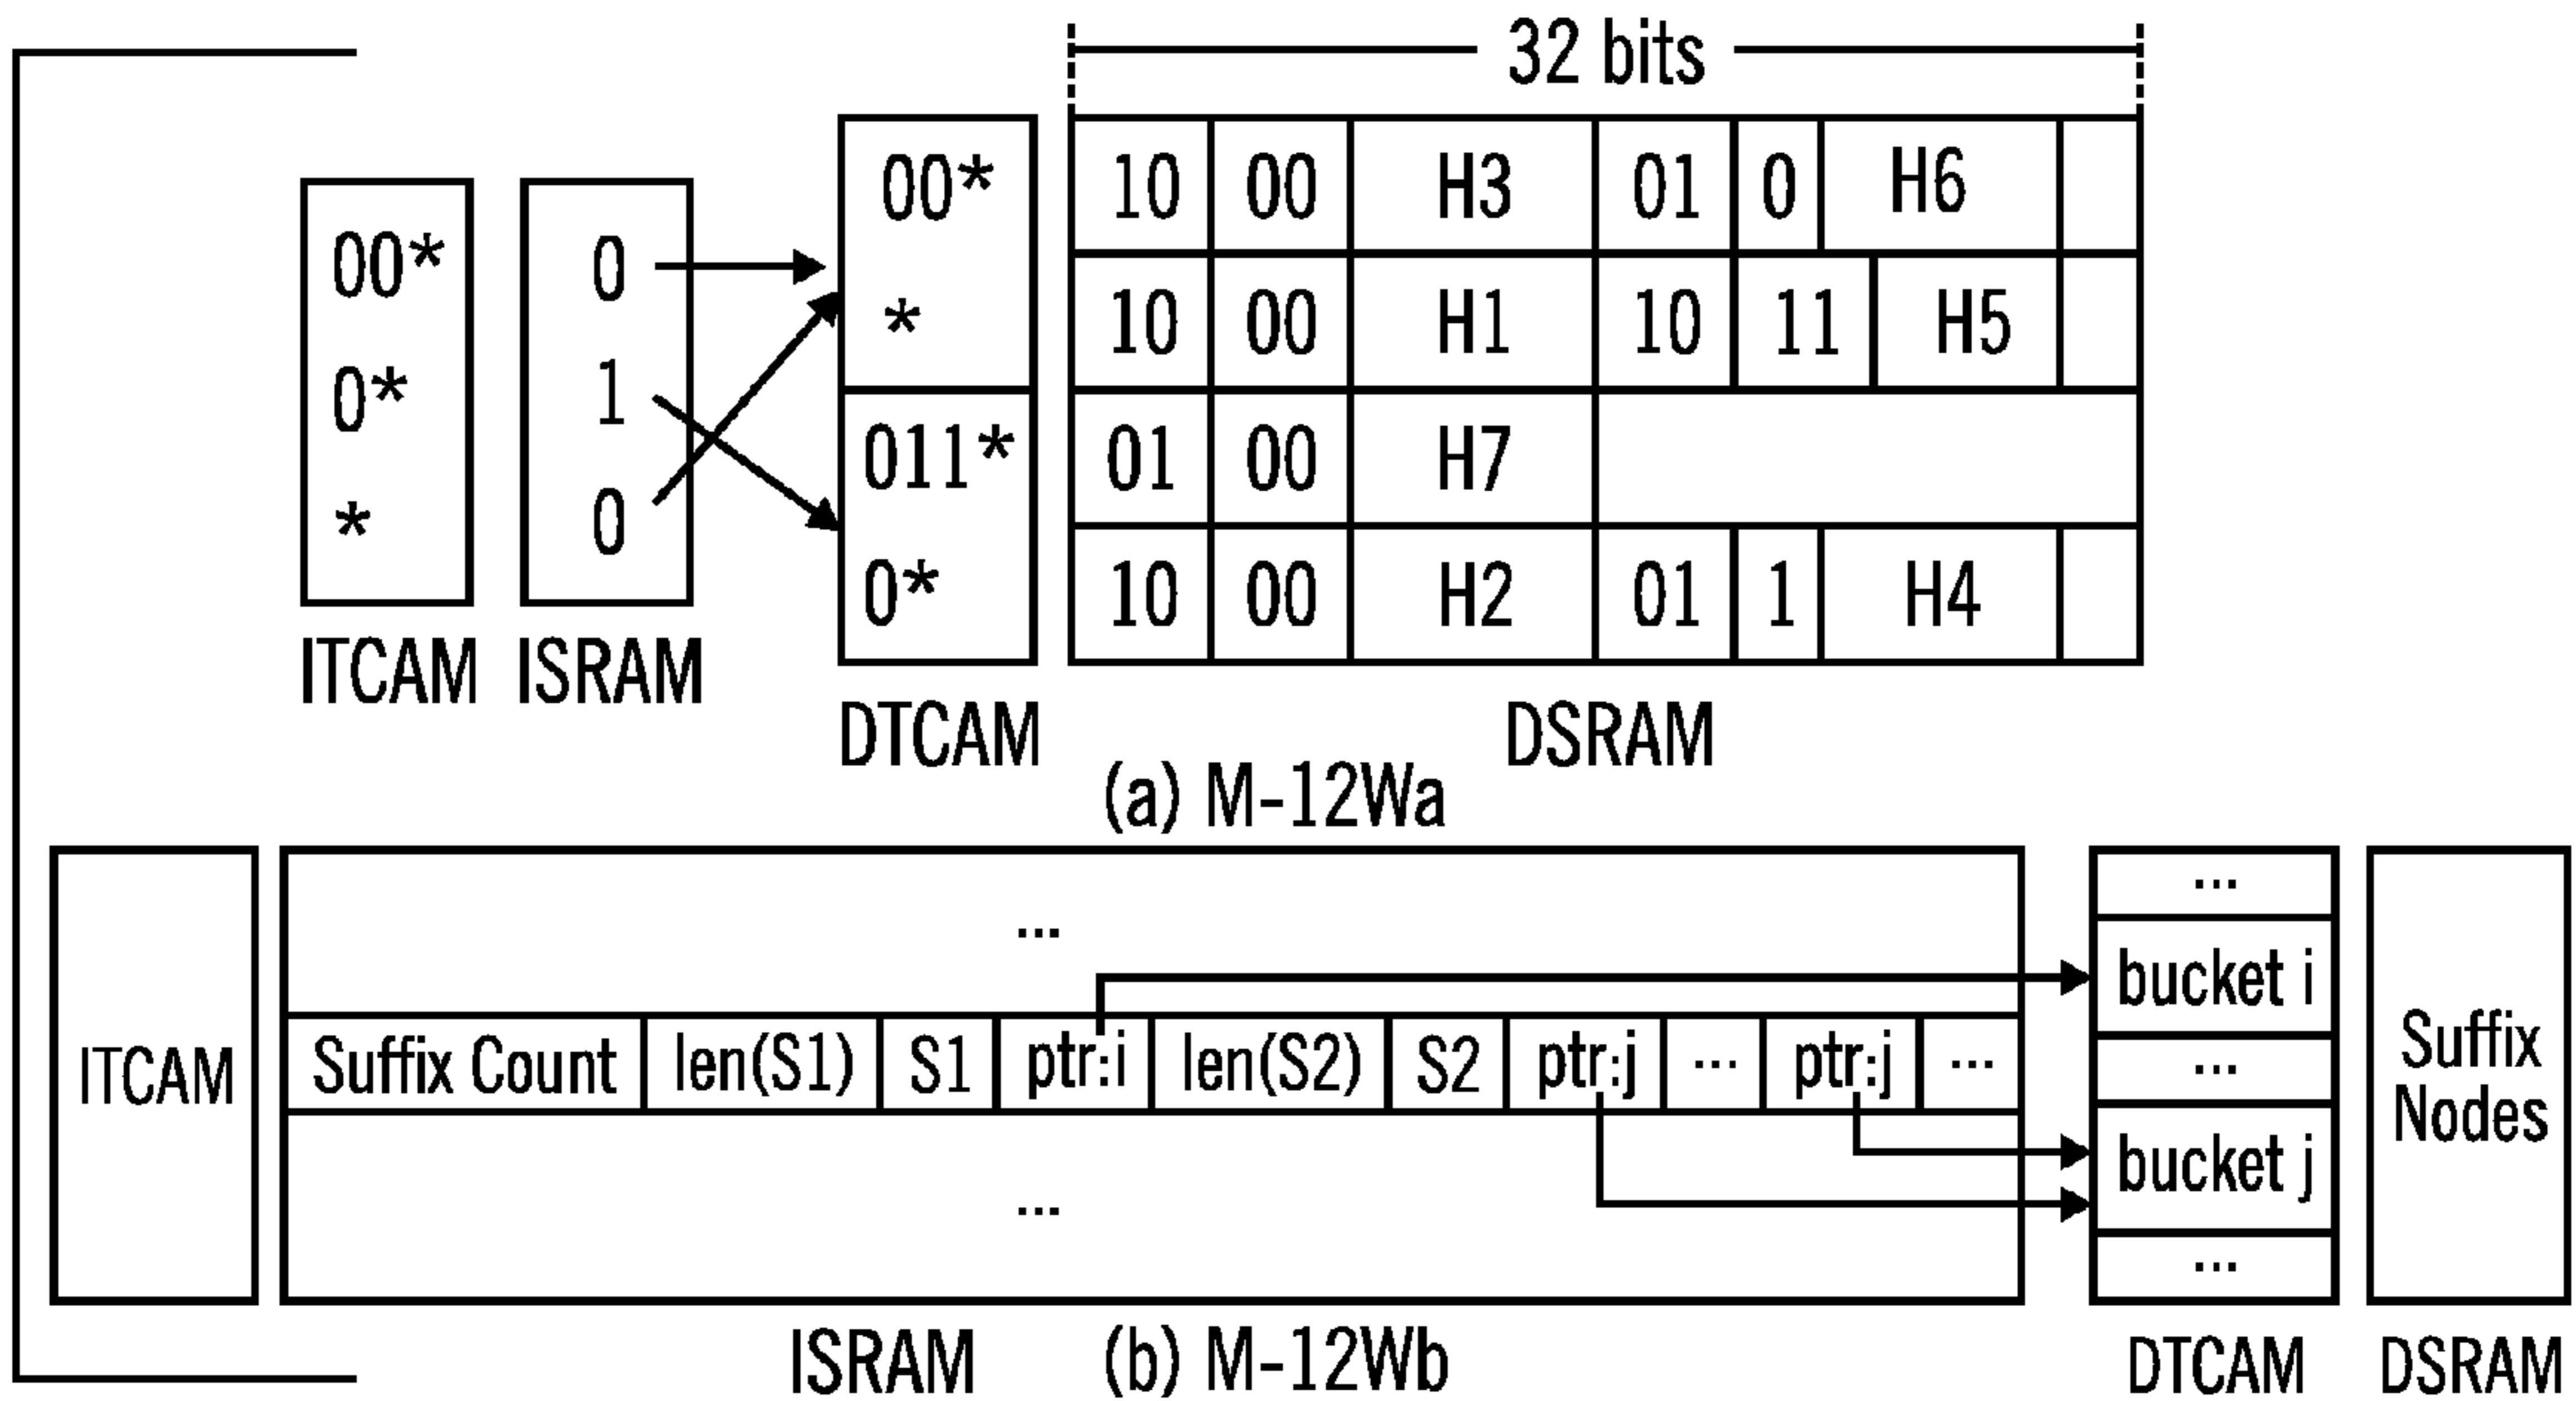 32 bits
00* 0 00* 10 00 H3 01 0 H6
0* 1 * 10 00 H1 10 11 H5
* 0 011* 01 00 H7
0* 10 00 H2 01 1 H4
ITCAM ISRAM DTCAM DSRAM
(a) M-12Wa
ITCAM
...
Suffix Count len(S1) S1 ptr:i len(S2) S2 ptr:j ... ptr:j ...
...
...
bucket i
...
bucket j
...
Suffix
Nodes
ISRAM (b) M-12Wb DTCAM DSRAM